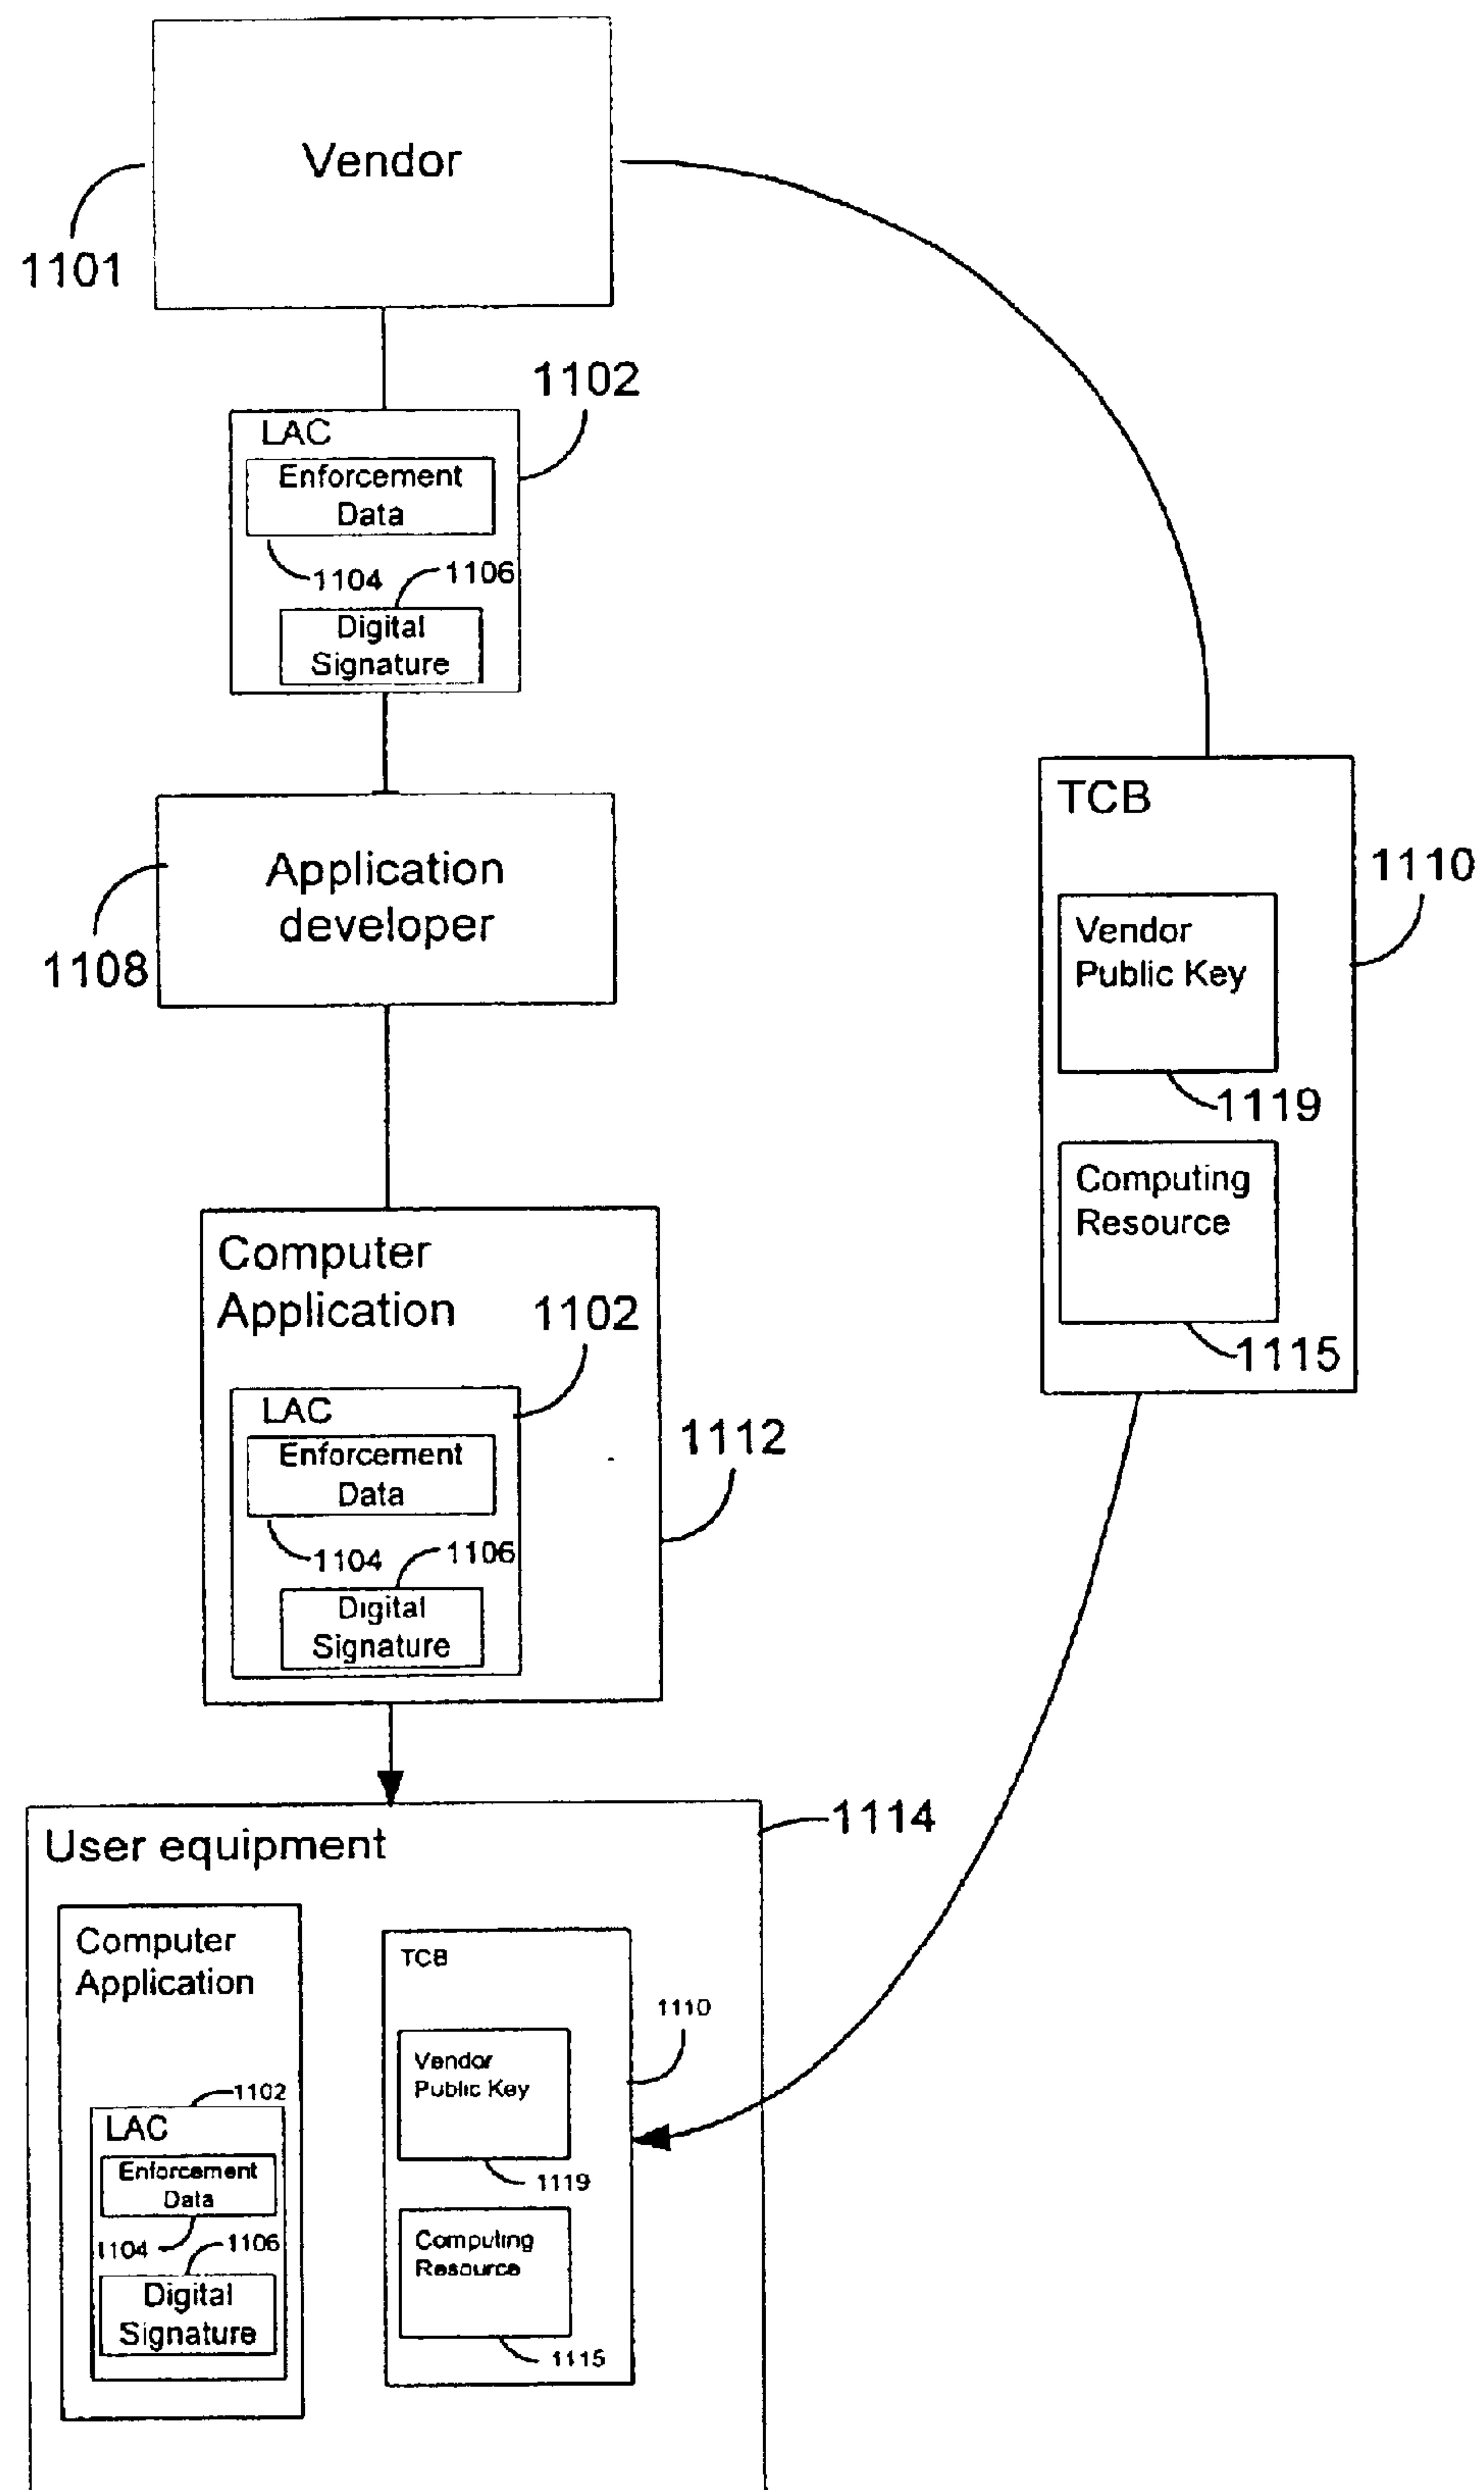 Vendor
1101
1102
LAC
Enforcement
Data
1104
1106
Digital
Signature
Application
developer
1108
TCB
1110
Vendor
Public Key
1119
Computing
Resource
1115
Computer
Application
1102
LAC
Enforcement
Data
1104
1106
Digital
Signature
1112
User equipment
1114
Computer
Application
1102
LAC
Enforcement
Data
1104
1106
Digital
Signature
TCB
1110
Vendor
Public Key
1119
Computing
Resource
1115